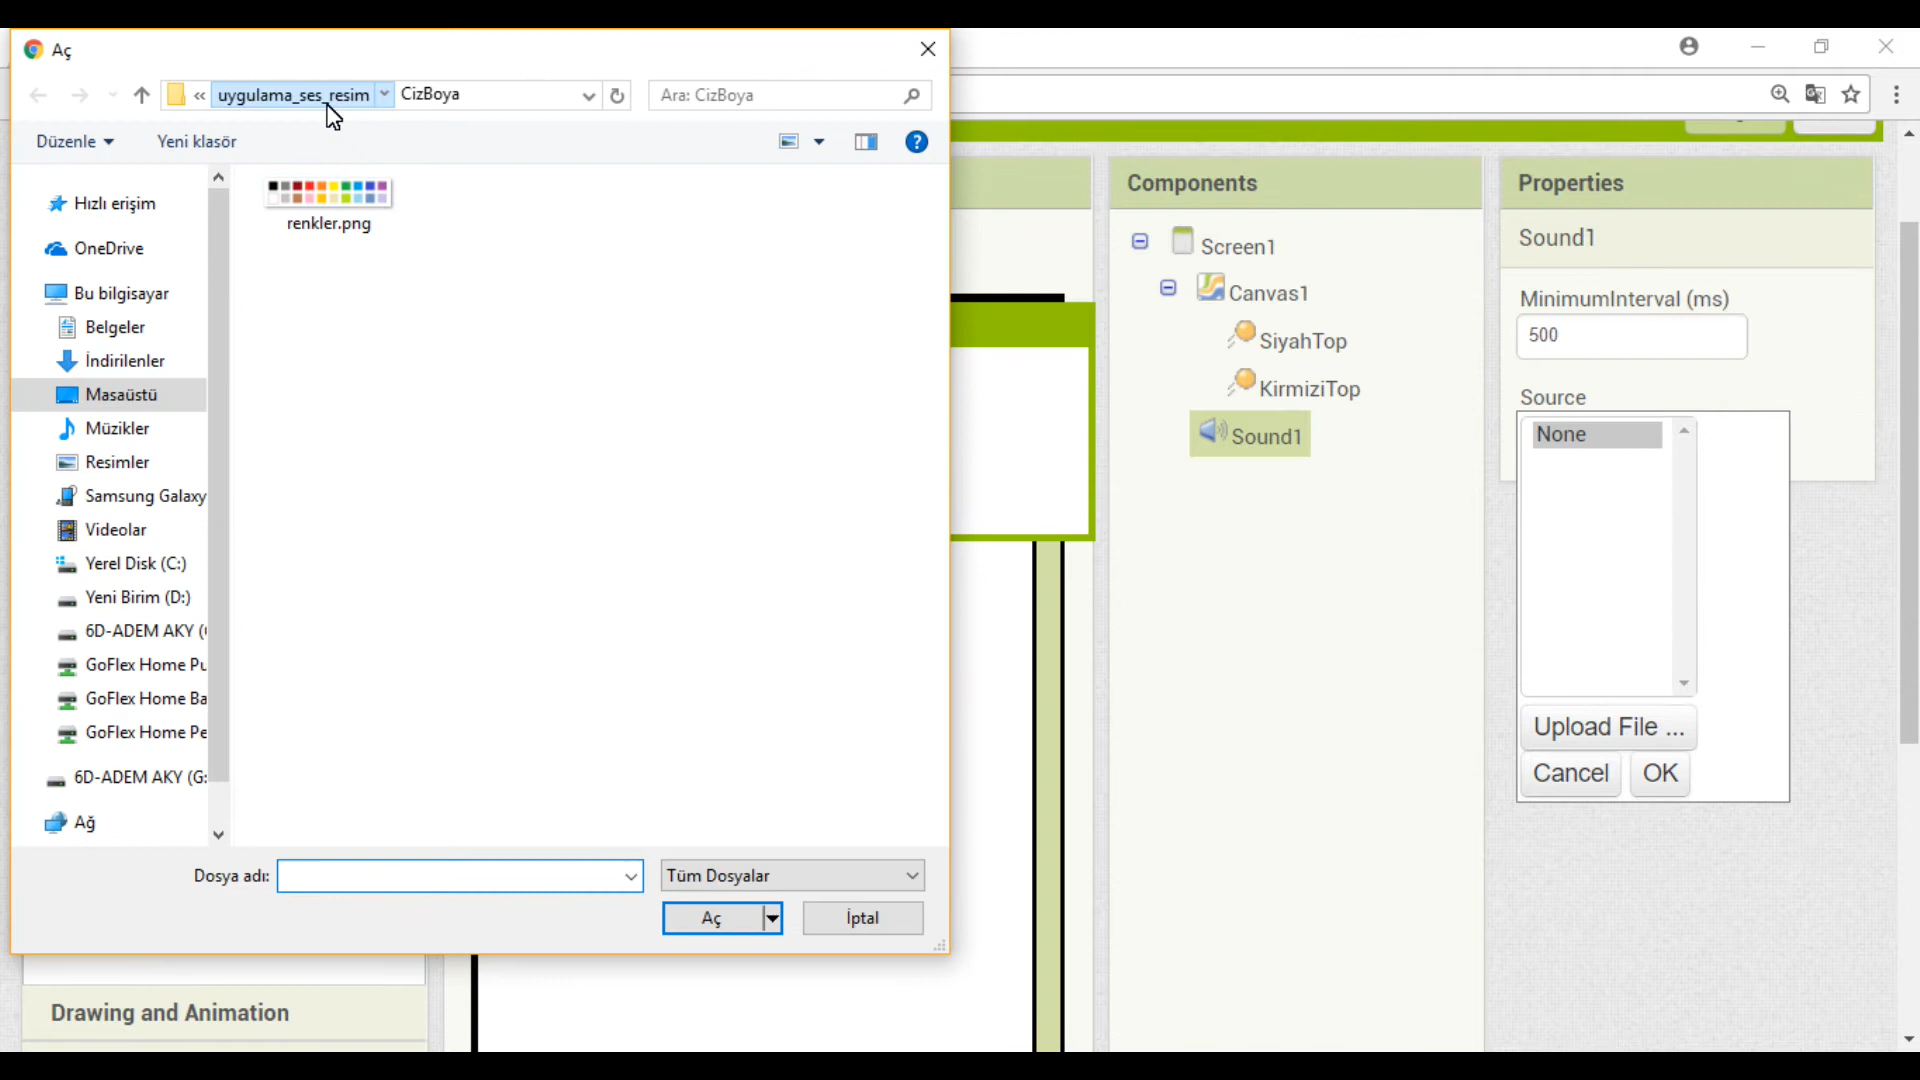 Aç
« uygulama_ses_resim CizBoya
Ara: CizBoya
Düzenle
Yeni klasör
Hızlı erişim
OneDrive
Bu bilgisayar
Belgeler
İndirilenler
Masaüstü
Müzikler
Resimler
Samsung Galaxy
Videolar
Yerel Disk (C:)
Yeni Birim (D:)
6D-ADEM AKY (
GoFlex Home Pu
GoFlex Home Ba
GoFlex Home Pe
6D-ADEM AKY (G:
Ağ
renkler.png
Dosya adı:
Tüm Dosyalar
Aç
İptal
Drawing and Animation
Components
Screen1
Canvas1
SiyahTop
KirmiziTop
Sound1
Properties
Sound1
MinimumInterval (ms)
500
Source
None
Upload File ...
Cancel
OK